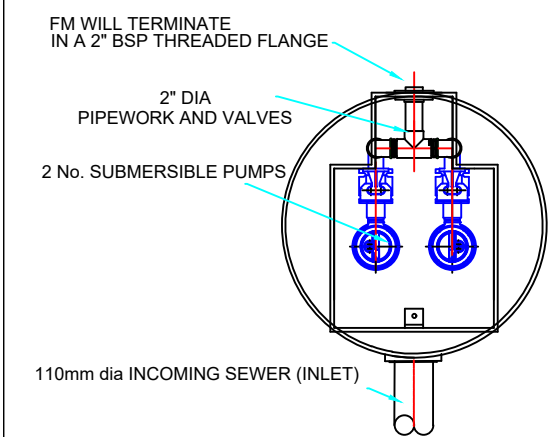 FM WILL TERMINATE
IN A 2" BSP THREADED FLANGE
2" DIA
PIPEWORK AND VALVES
2 No. SUBMERSIBLE PUMPS
110mm dia INCOMING SEWER (INLET)